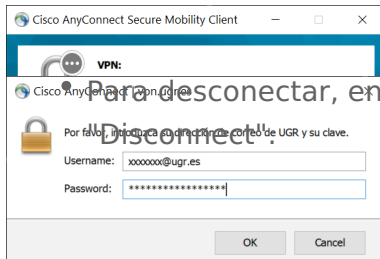 Cisco AnyConnect Secure Mobility Client
VPN:
Cisco AnyConnect | vpn.ugr.es
• Para desconectar, en
"Disconnect".
Por favor, introduzca su dirección de correo de UGR y su clave.
Username: xxxxxxx@ugr.es
Password: *****************
OK Cancel